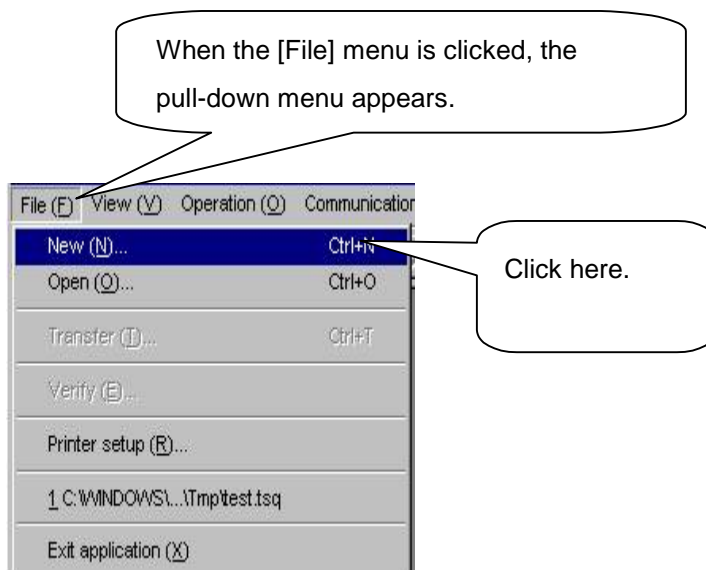 When the [File] menu is clicked, the
pull-down menu appears.
File (F) View (V) Operation (O) Communication
New (N)... Ctrl+N
Click here.
Open (O)... Ctrl+O
Transfer (T)... Ctrl+T
Verify (E)...
Printer setup (R)...
1 C:\WINDOWS\...\Tmp\test.tsq
Exit application (X)